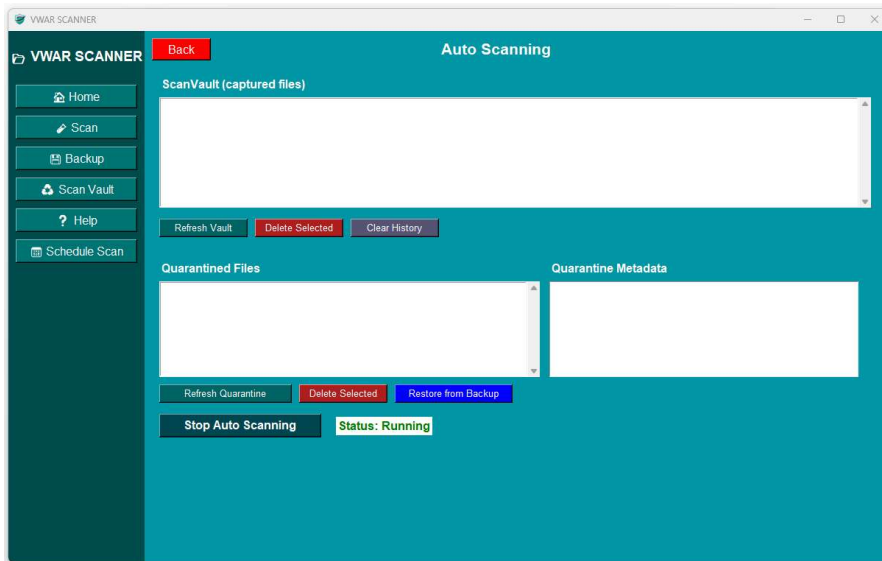 VWAR SCANNER
VWAR SCANNER
Home
Scan
Backup
Scan Vault
Help
Schedule Scan
Back
Auto Scanning
ScanVault (captured files)
Refresh Vault
Delete Selected
Clear History
Quarantined Files
Quarantine Metadata
Refresh Quarantine
Delete Selected
Restore from Backup
Stop Auto Scanning
Status: Running